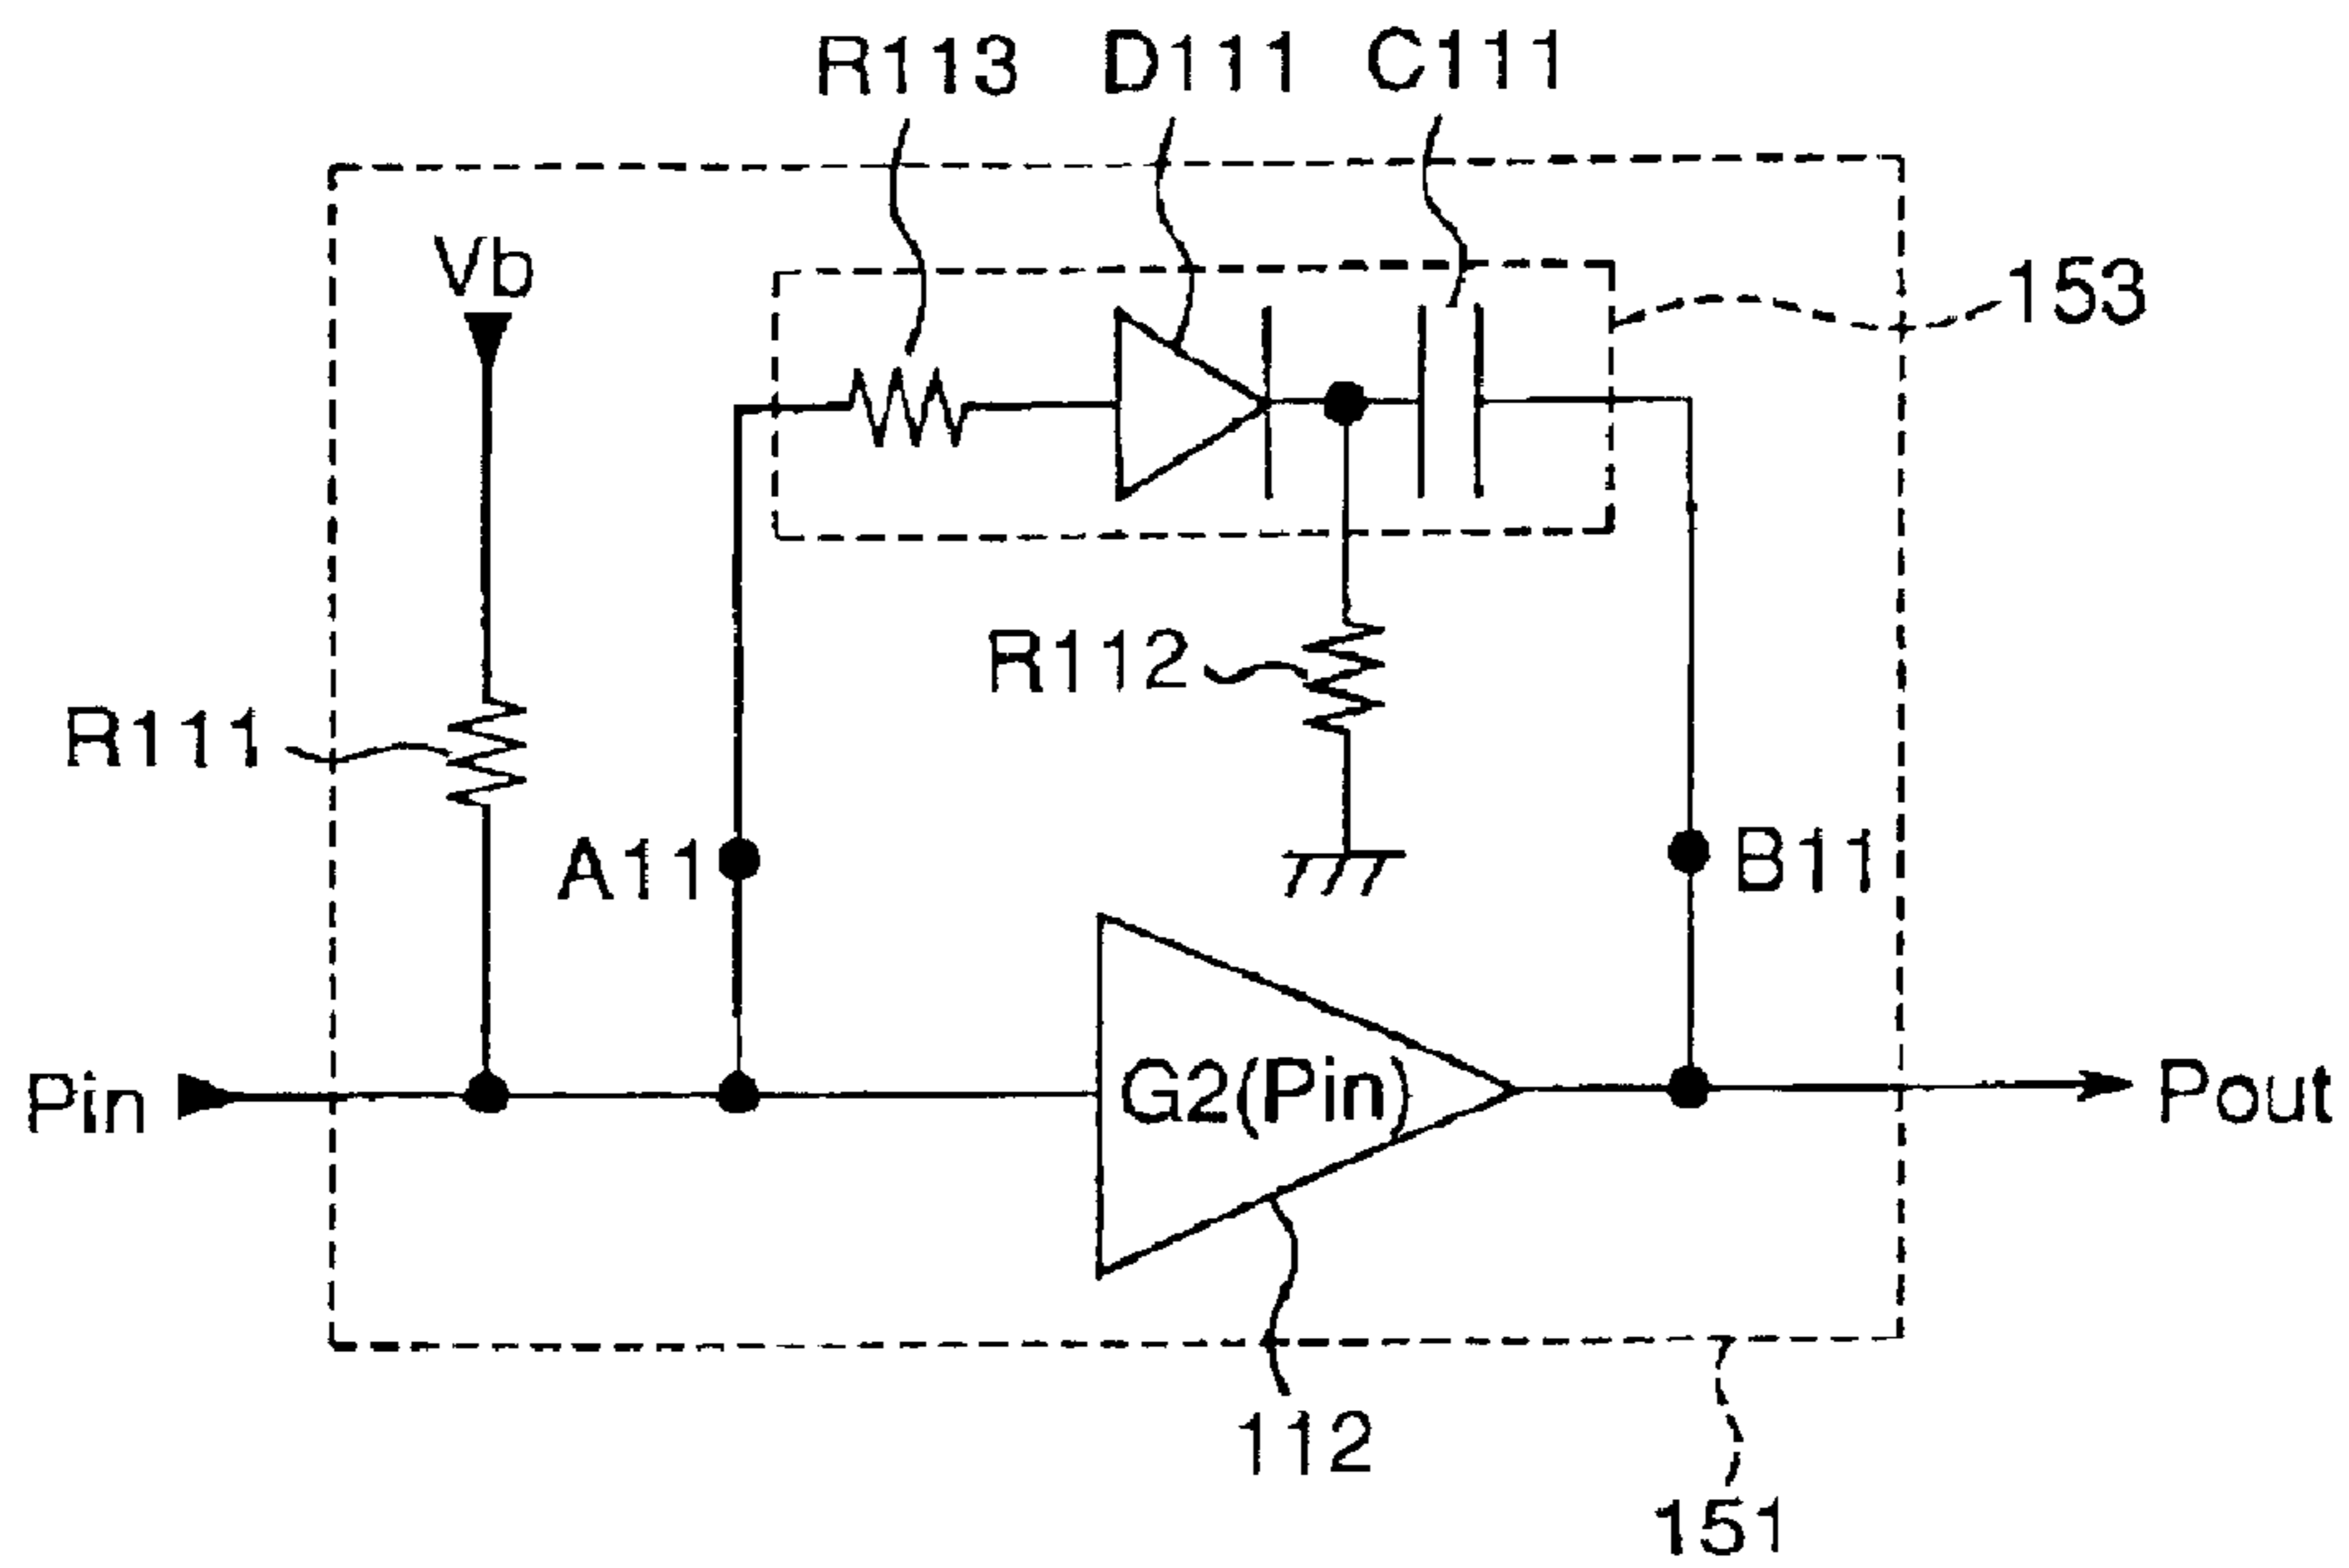 R113 D111 C111
Vb
153
R112
R111
A11
B11
Pin
G2(Pin)
Pout
112
151